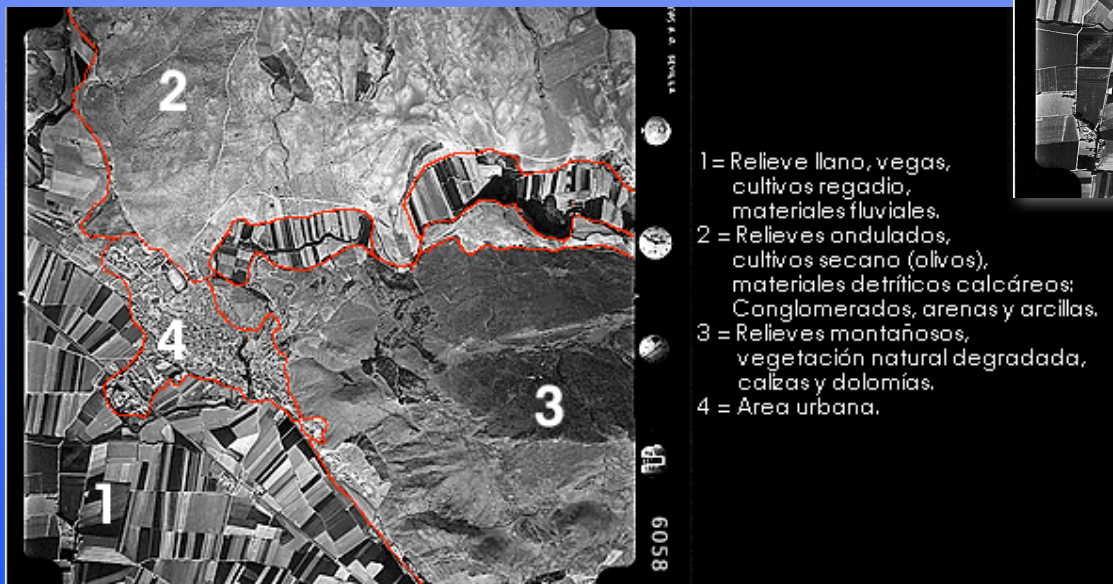 2
4
3
1
6058
1= Relieve llano, vegas,
cultivos regadio,
materiales fluviales.
2 = Relieves ondulados,
cultivos secano (olivos),
materiales detríticos calcáreos:
Conglomerados, arenas y arcillas.
3 = Relieves montañosos,
vegetación natural degradada,
calizas y dolomías.
4 = Area urbana.